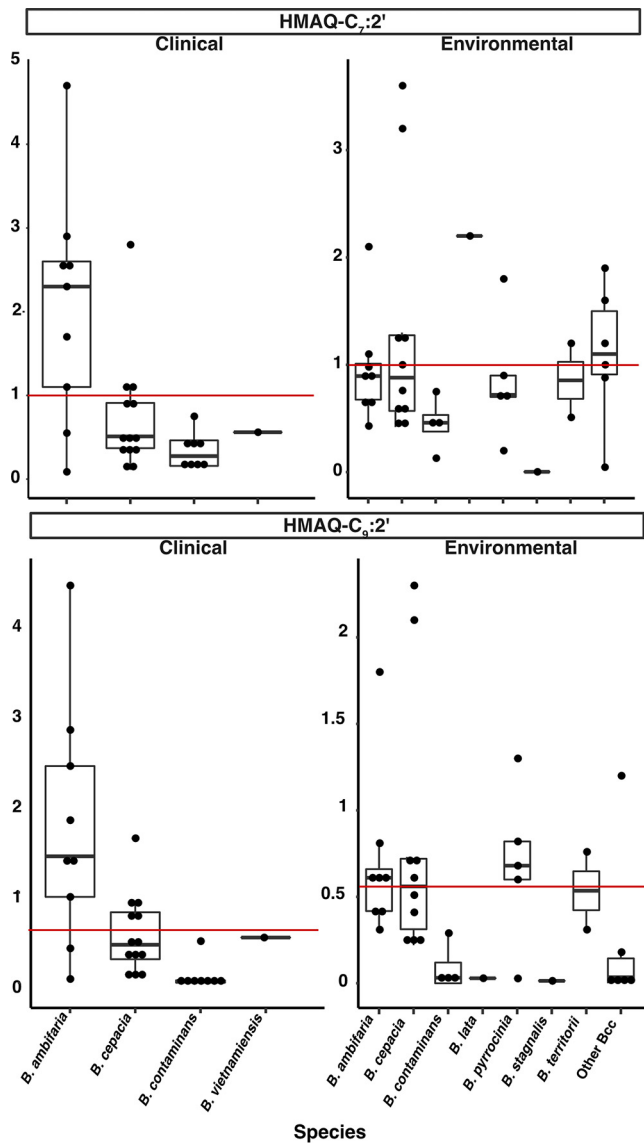 HMAQ-C7:2'
Clinical
Environmental
5
4
3
2
1
0
3
2
1
0
HMAQ-C9:2'
Clinical
Environmental
4
3
2
1
0
2
1.5
1
0.5
0
B. ambifaria
B. cepacia
B. contaminans
B. vietnamiensis
B. ambifaria
B. cepacia
B. contaminans
B. lata
B. pyrrocinia
B. stagnalis
B. territorii
Other Bcc
Species